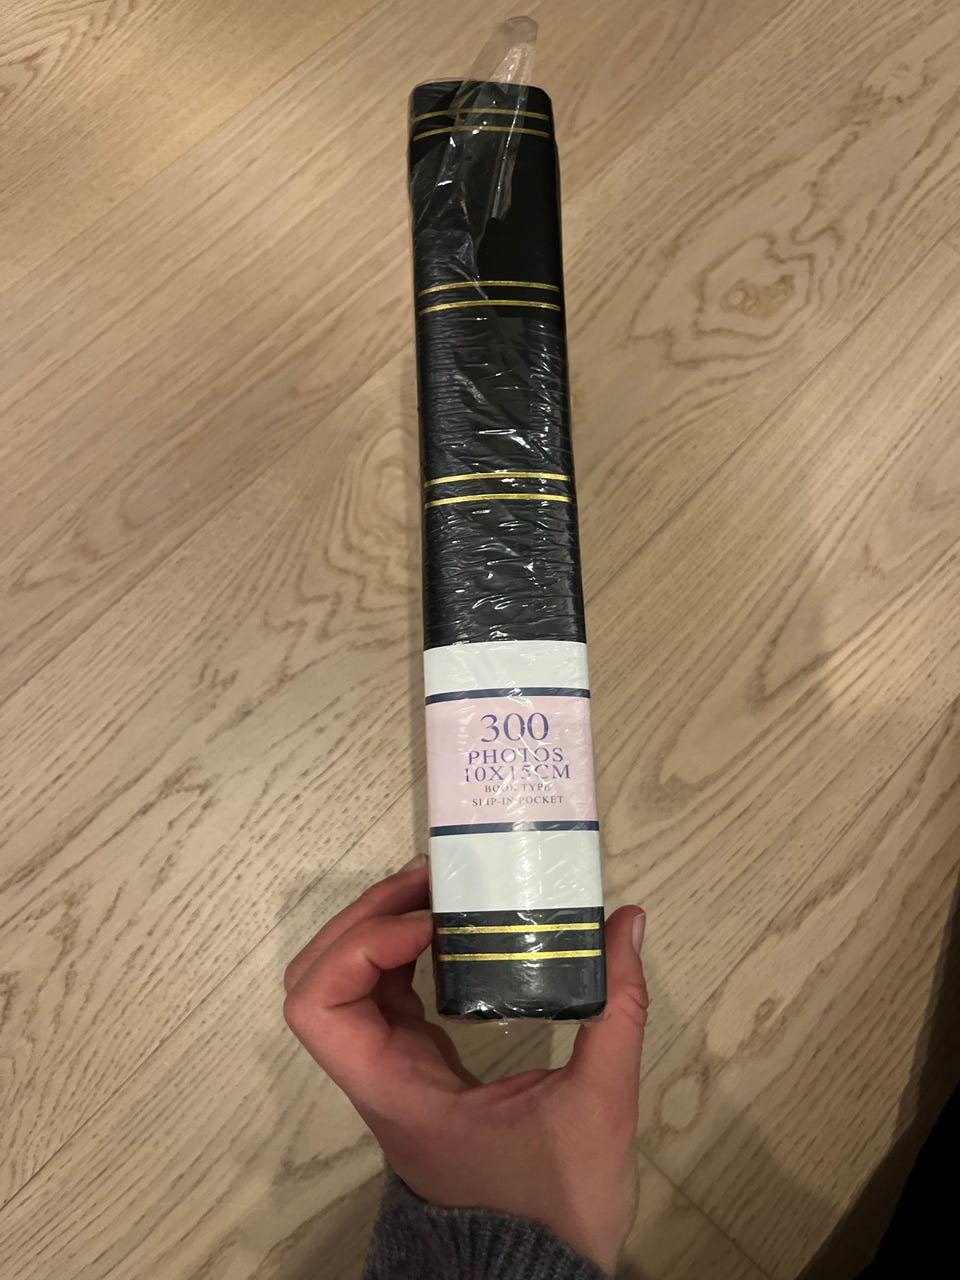 300
PHOTOS
10X15CM
BOOK TYPE
SLIP-IN POCKET